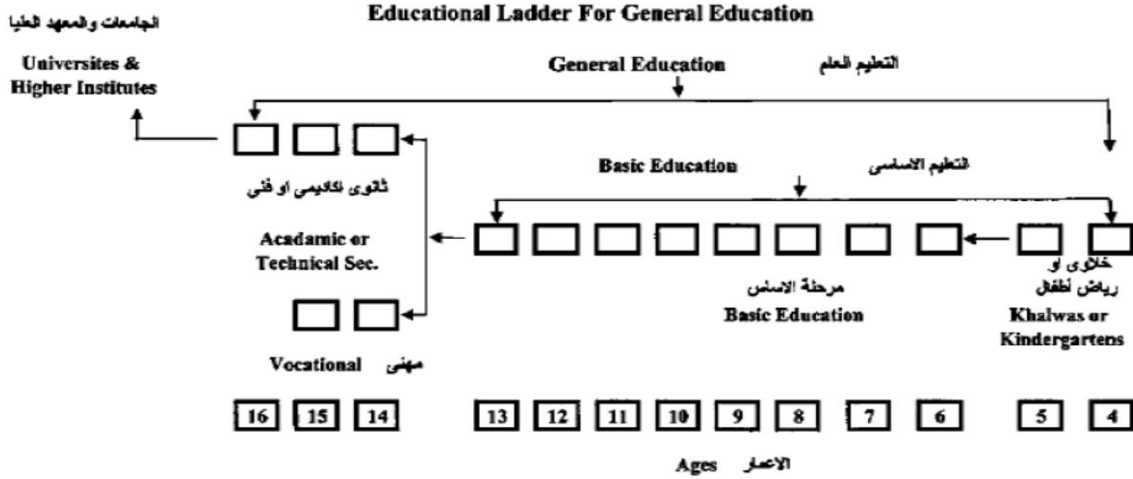 Educational Ladder For General Education
الجامعات والمعهد العليا
Universites &
Higher Institutes
General Education التعليم العام
Basic Education التعليم الاساسى
ثانوى اكاديمى او فني
Acadamic or
Technical Sec.
خلاوى او
رياض أطفال
Khalwas or
Kindergartens
مرحلة الاساس
Basic Education
Vocational مهنى
16 15 14 13 12 11 10 9 8 7 6 5 4
Ages الاعمار